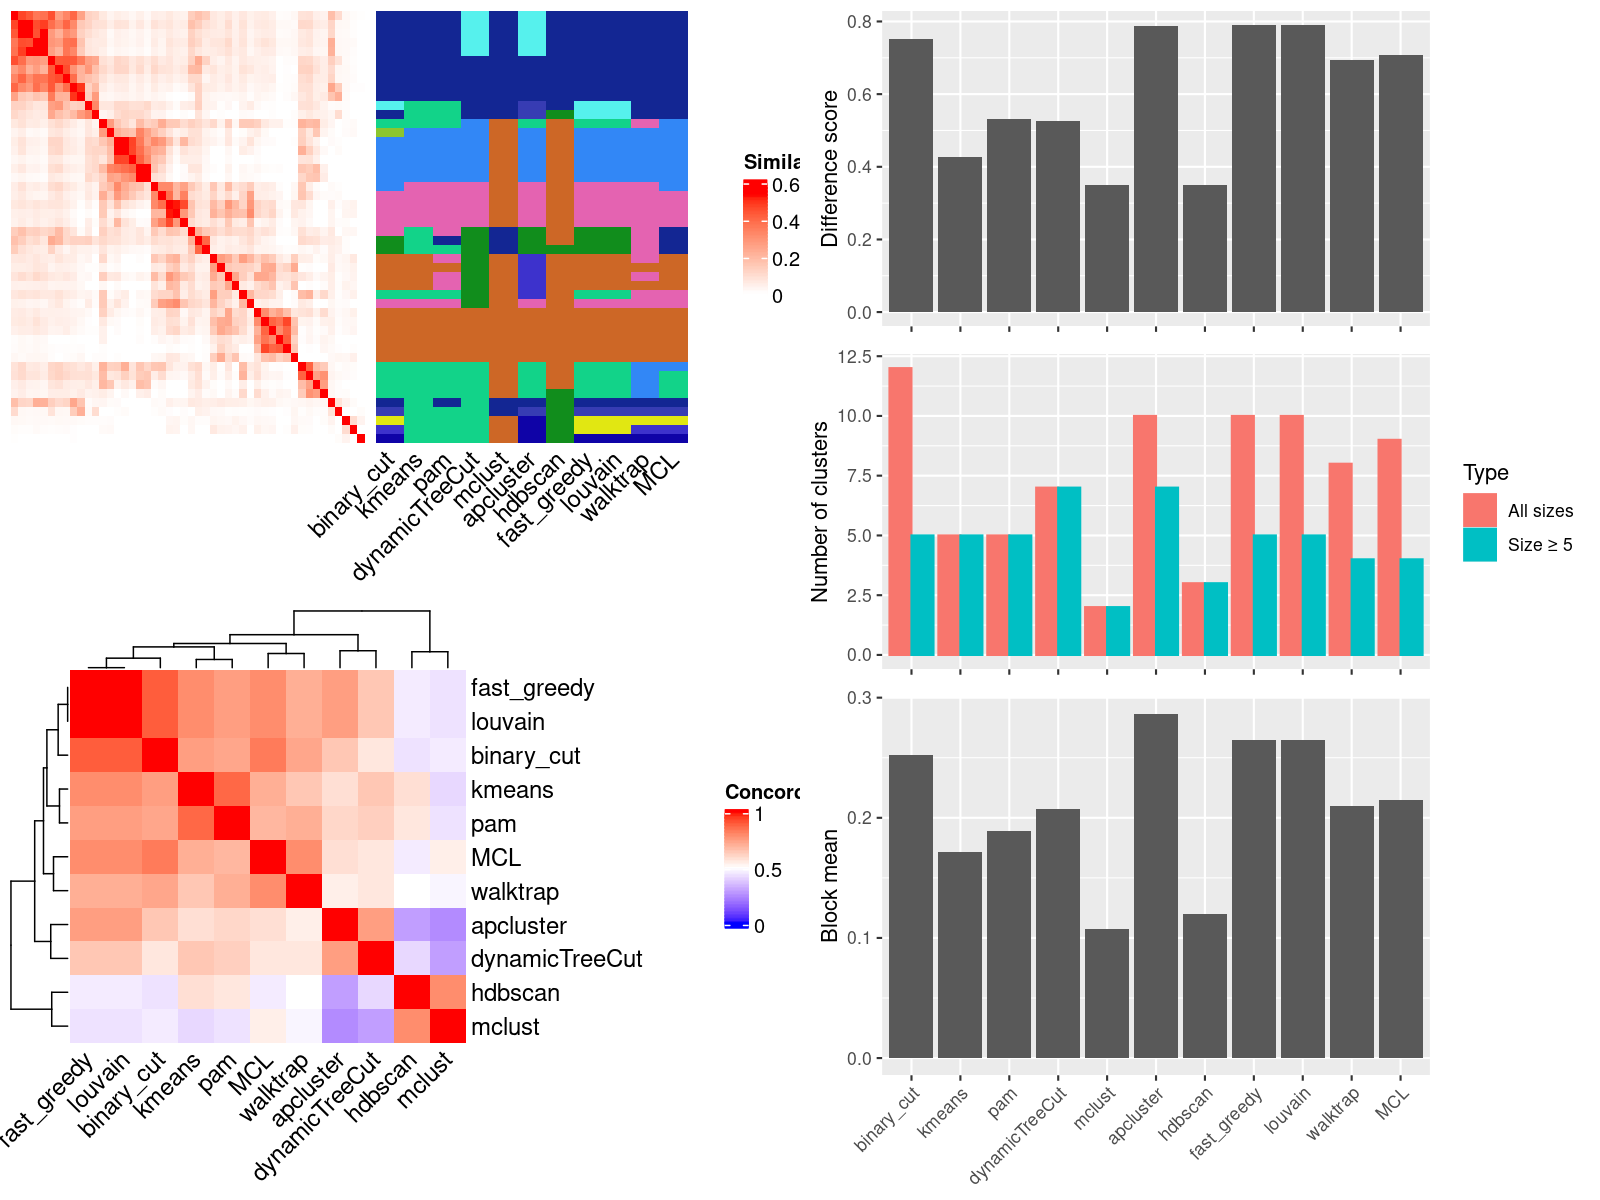 Simila
0.6
0.4
0.2
0
binary_cut
kmeans
pam
dynamicTreeCut
mclust
apcluster
hdbscan
fast_greedy
louvain
walktrap
MCL
fast_greedy
louvain
binary_cut
kmeans
pam
MCL
walktrap
apcluster
dynamicTreeCut
hdbscan
mclust
Concord
1
0.5
0
fast_greedy
louvain
binary_cut
kmeans
pam
MCL
walktrap
apcluster
dynamicTreeCut
hdbscan
mclust
Difference score
0.8
0.6
0.4
0.2
0.0
Number of clusters
12.5
10.0
7.5
5.0
2.5
0.0
Type
All sizes
Size ≥ 5
Block mean
0.3
0.2
0.1
0.0
binary_cut
kmeans
pam
dynamicTreeCut
mclust
apcluster
hdbscan
fast_greedy
louvain
walktrap
MCL